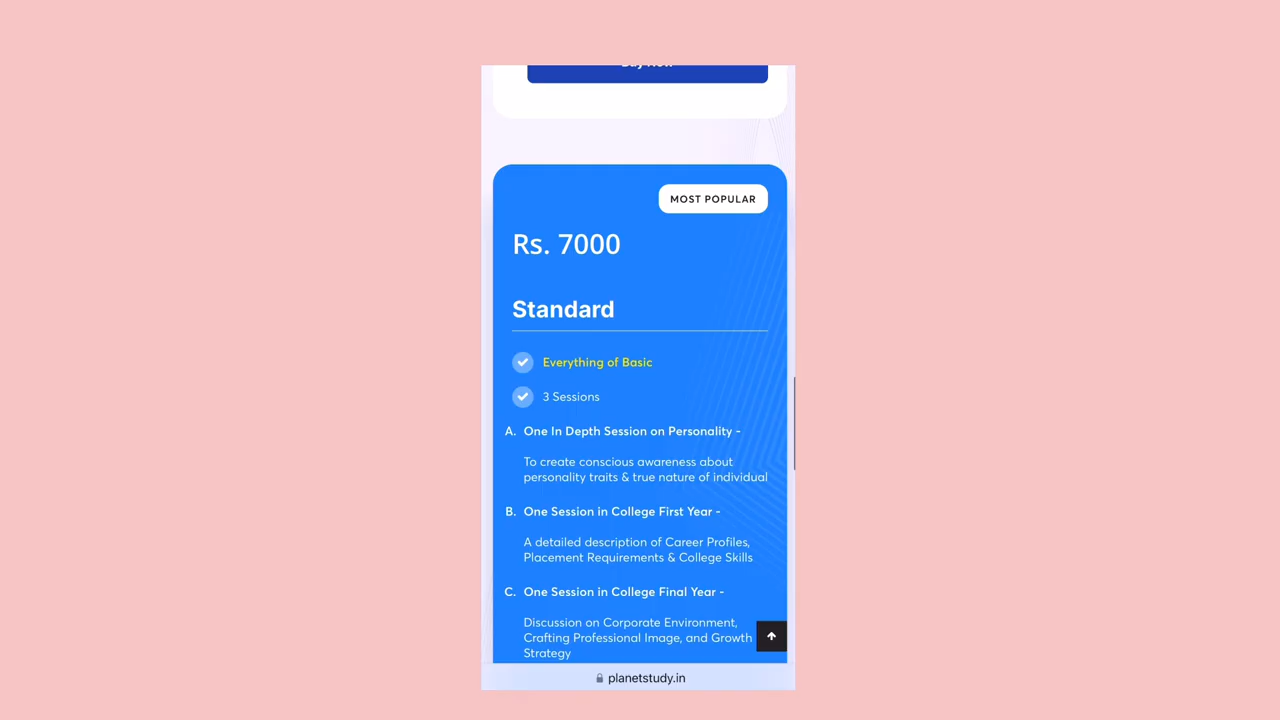 Buy Now
MOST POPULAR
Rs. 7000
Standard
Everything of Basic
3 Sessions
A. One In Depth Session on Personality -
To create conscious awareness about
personality traits & true nature of individual
B. One Session in College First Year -
A detailed description of Career Profiles,
Placement Requirements & College Skills
C. One Session in College Final Year -
Discussion on Corporate Environment,
Crafting Professional Image, and Growth
Strategy
planetstudy.in